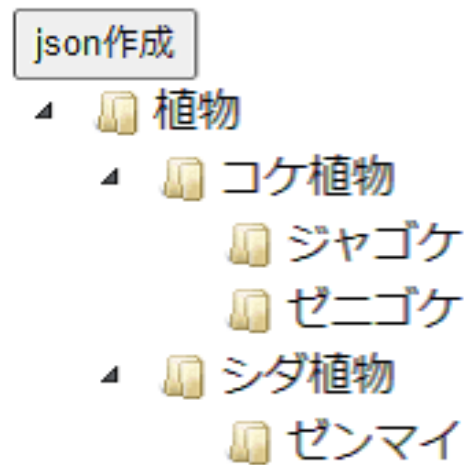 json作成
植物
コケ植物
ジャゴケ
ゼニゴケ
シダ植物
ゼンマイ